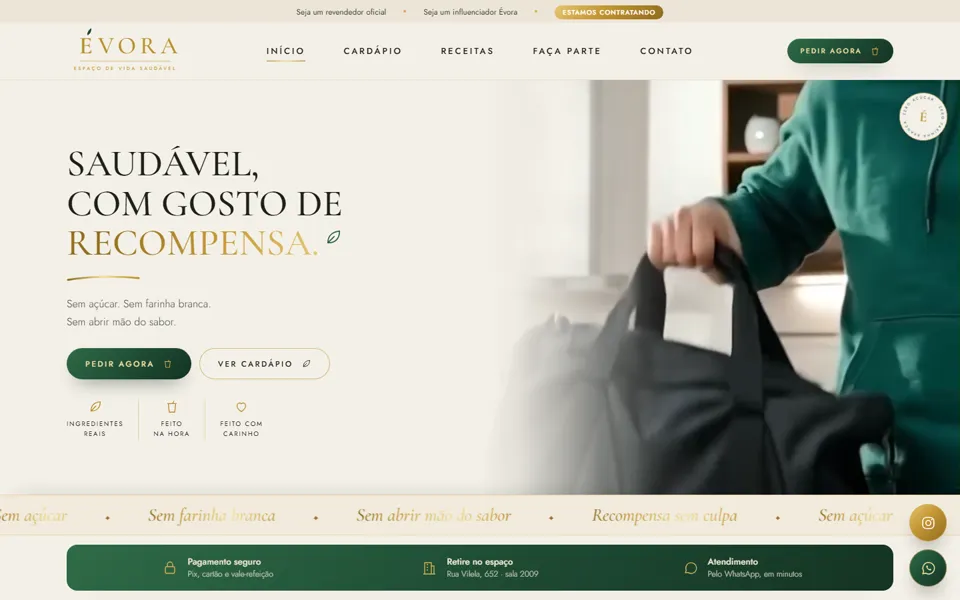 Seja um revendedor oficial • Seja um influenciador Évora • ESTAMOS CONTRATANDO
ÉVORA
ESPAÇO DE VIDA SAUDÁVEL
INÍCIO
CARDÁPIO
RECEITAS
FAÇA PARTE
CONTATO
PEDIR AGORA
É
SAUDÁVEL,
COM GOSTO DE
RECOMPENSA.
Sem açúcar. Sem farinha branca.
Sem abrir mão do sabor.
PEDIR AGORA
VER CARDÁPIO
INGREDIENTES
REAIS
FEITO
NA HORA
FEITO COM
CARINHO
Sem açúcar • Sem farinha branca • Sem abrir mão do sabor • Recompensa sem culpa • Sem açúcar
Pagamento seguro
Pix, cartão e vale-refeição
Retire no espaço
Rua Vilela, 652 · sala 2009
Atendimento
Pelo WhatsApp, em minutos